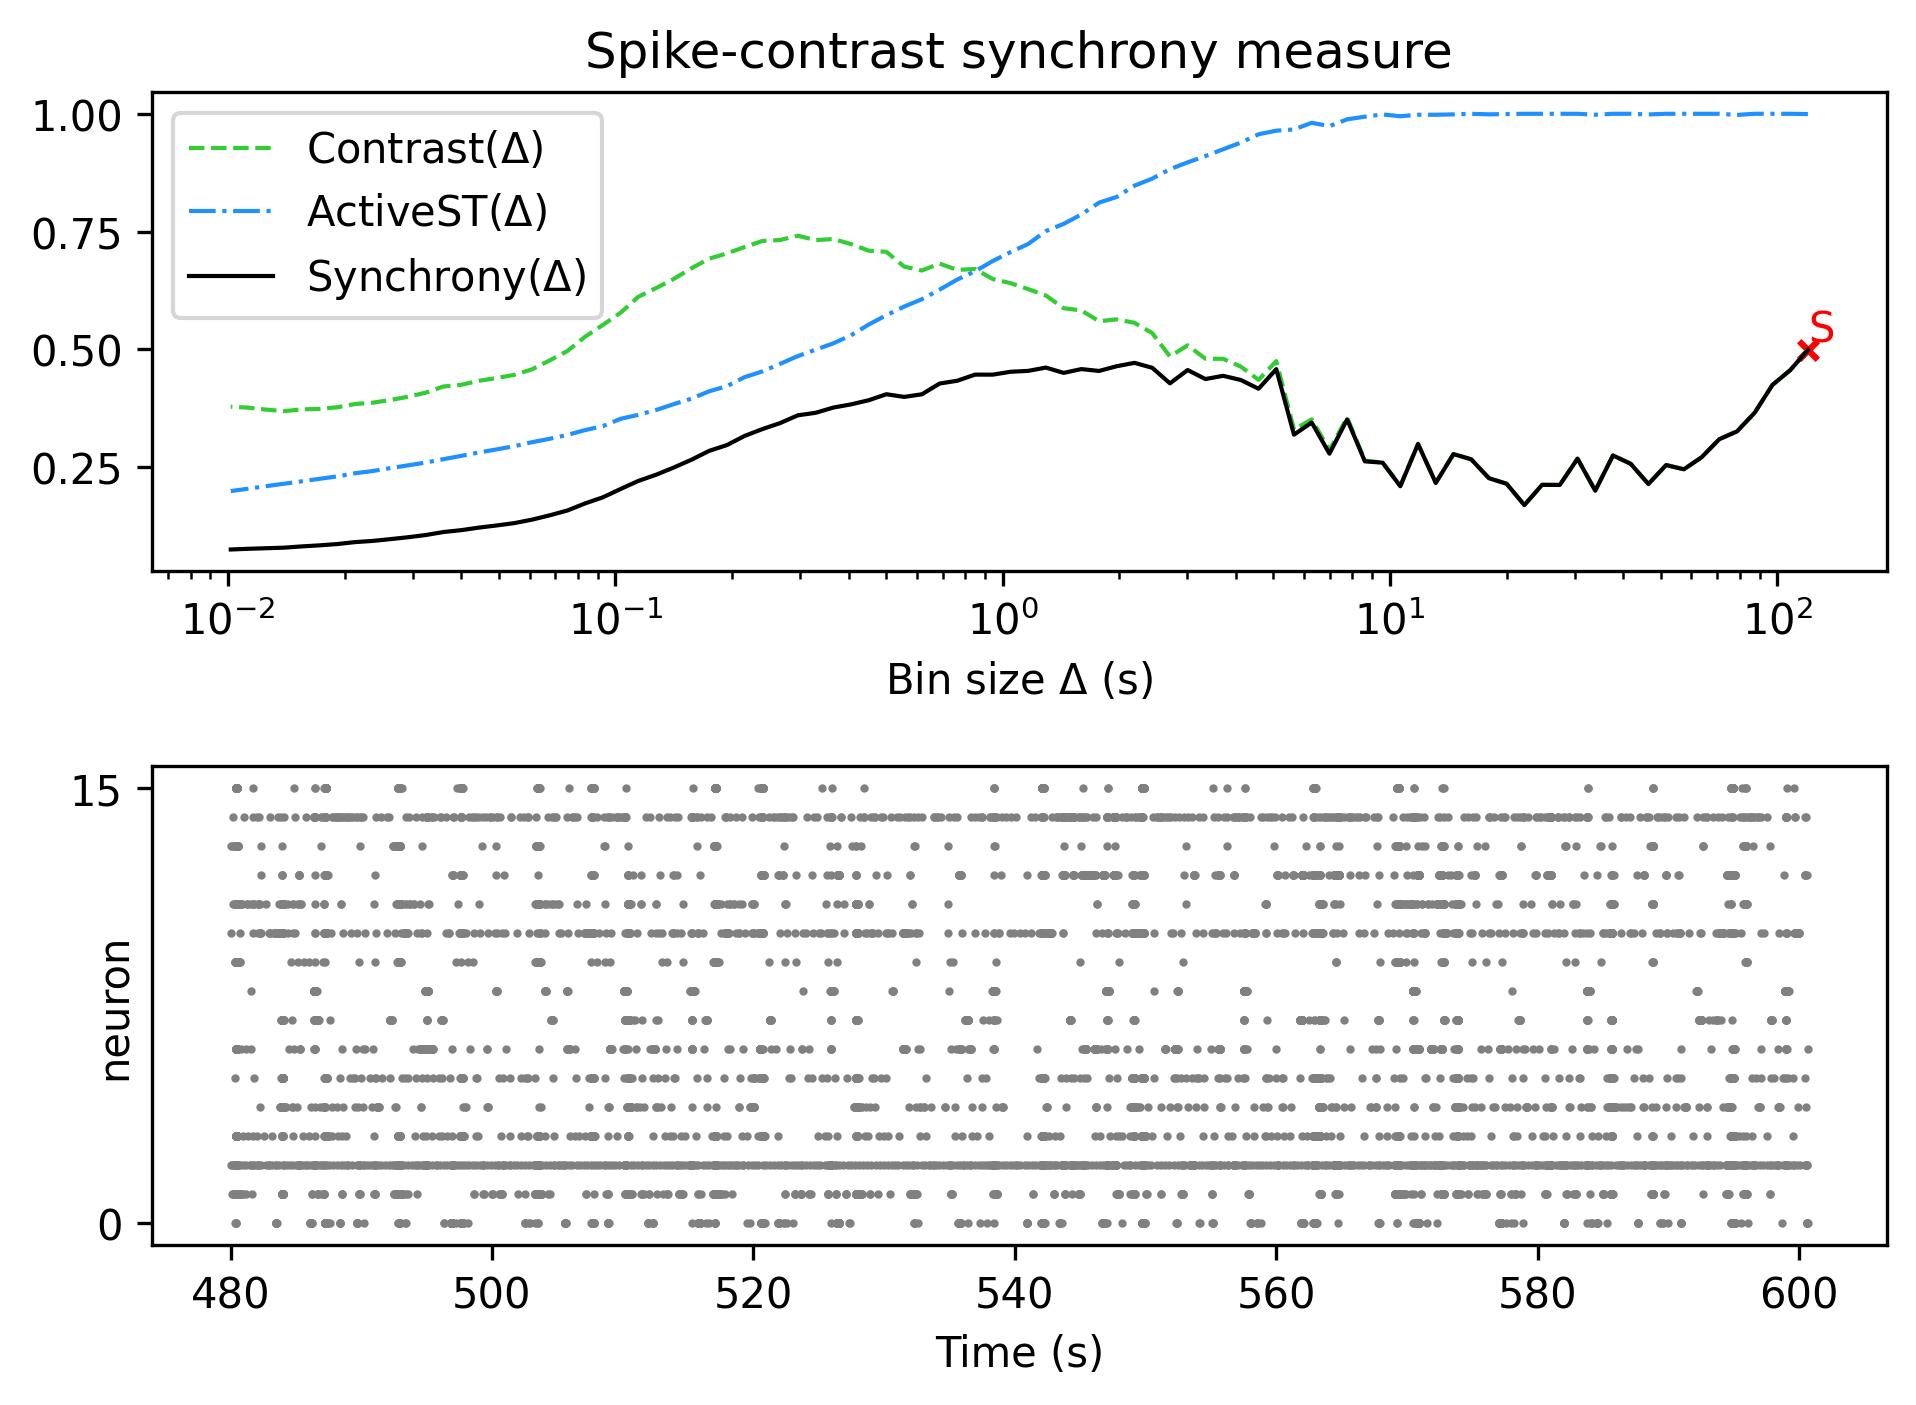 Spike-contrast synchrony measure
1.00
0.75
0.50
0.25
Contrast(Δ)
ActiveST(Δ)
Synchrony(Δ)
S
10⁻² 10⁻¹ 10⁰ 10¹ 10²
Bin size Δ (s)
15
0
neuron
480 500 520 540 560 580 600
Time (s)